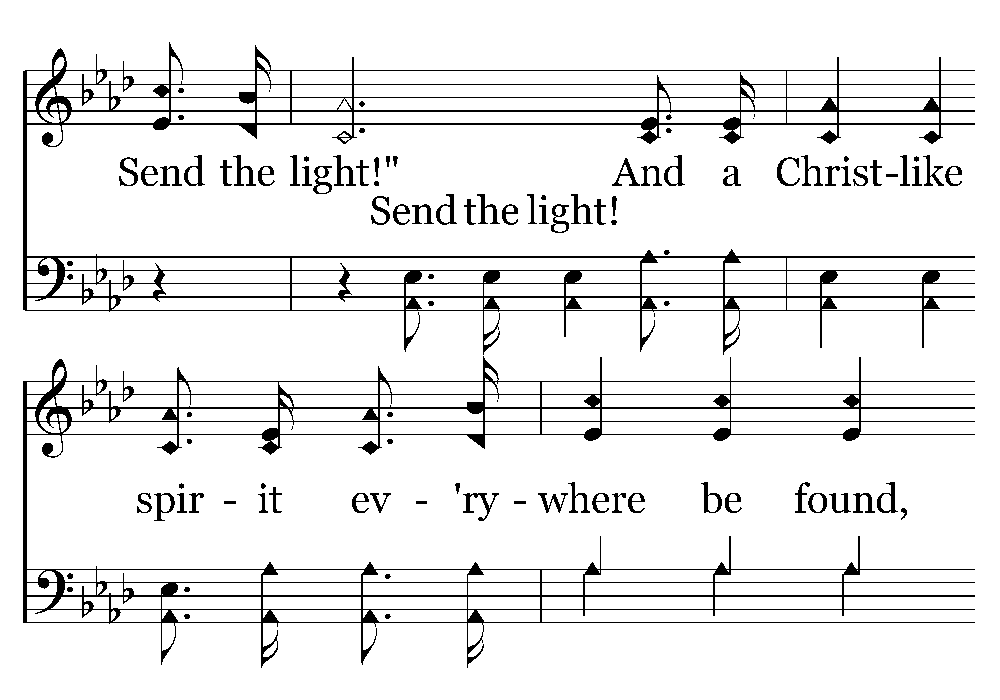 Send the light!" And a Christ-like
Send the light!
spir - it ev - 'ry - where be found,